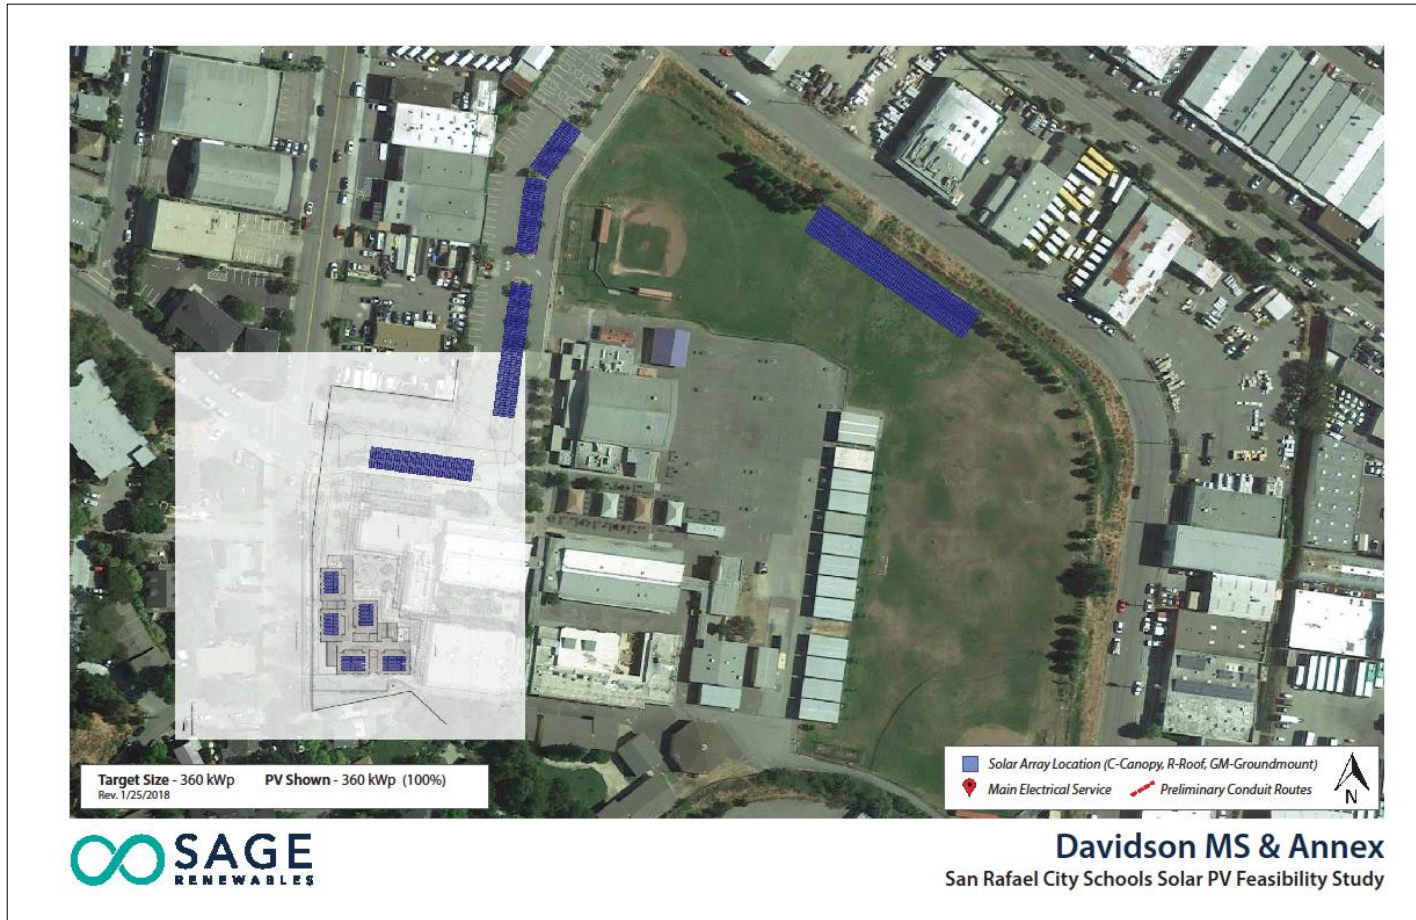 Target Size - 360 kWp PV Shown - 360 kWp (100%)
Rev. 1/25/2018
Solar Array Location (C-Canopy, R-Roof, GM-Groundmount)
Main Electrical Service Preliminary Conduit Routes
N
SAGE
RENEWABLES
Davidson MS & Annex
San Rafael City Schools Solar PV Feasibility Study